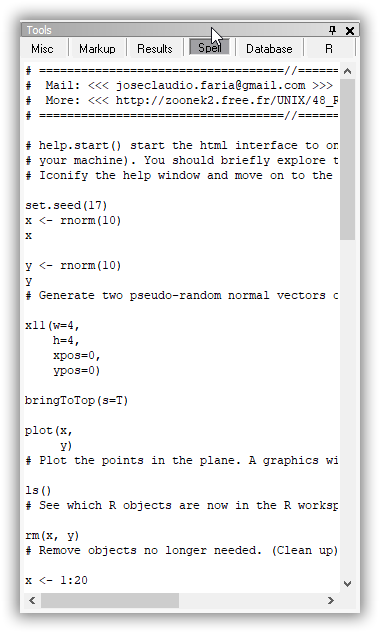 Tools
Misc Markup Results Spell Database R
# ===================================//======
#  Mail: <<< joseclaudio.faria@gmail.com >>>
#  More: <<< http://zoonek2.free.fr/UNIX/48_R
# ===================================//======
# help.start() start the html interface to on
# your machine). You should briefly explore t
# Iconify the help window and move on to the
set.seed(17)
x <- rnorm(10)
x
y <- rnorm(10)
y
# Generate two pseudo-random normal vectors o
x11(w=4,
    h=4,
    xpos=0,
    ypos=0)
bringToTop(s=T)
plot(x,
     y)
# Plot the points in the plane. A graphics wi
ls()
# See which R objects are now in the R worksp
rm(x, y)
# Remove objects no longer needed. (Clean up)
x <- 1:20